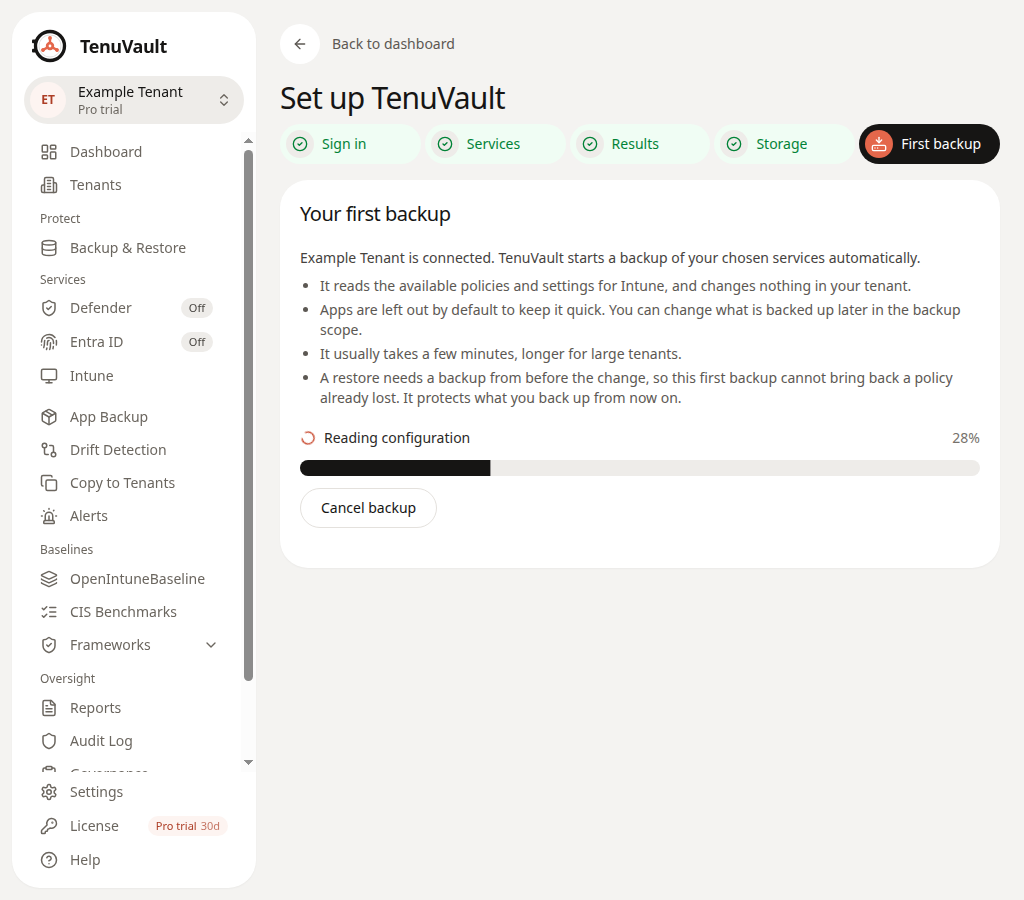 TenuVault
ET
Example Tenant
Pro trial
Dashboard
Tenants
Protect
Backup & Restore
Services
Defender Off
Entra ID Off
Intune
App Backup
Drift Detection
Copy to Tenants
Alerts
Baselines
OpenIntuneBaseline
CIS Benchmarks
Frameworks
Oversight
Reports
Audit Log
Settings
License Pro trial 30d
Help
Back to dashboard
Set up TenuVault
Sign in Services Results Storage First backup
Your first backup
Example Tenant is connected. TenuVault starts a backup of your chosen services automatically.
It reads the available policies and settings for Intune, and changes nothing in your tenant.
Apps are left out by default to keep it quick. You can change what is backed up later in the backup
scope.
It usually takes a few minutes, longer for large tenants.
A restore needs a backup from before the change, so this first backup cannot bring back a policy
already lost. It protects what you back up from now on.
Reading configuration 28%
Cancel backup